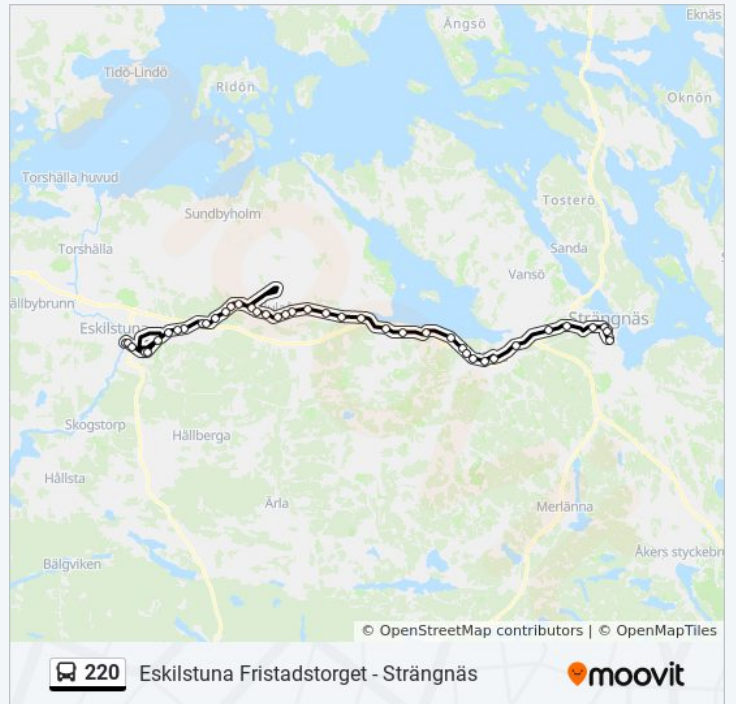 Eknäs
Ängsö
Tidö-Lindö
Ridön
Oknön
Torshälla huvud
Tosterö
Sundbyholm
Torshälla
Sanda
Vansö
ällbybrunn
Strängnäs
Eskilstuna
Skogstorp
Hällberga
Hållsta
Ärla
Merlänna
Åkers styckebr
Bälgviken
© OpenStreetMap contributors | © OpenMapTiles
220 Eskilstuna Fristadstorget - Strängnäs
moovit